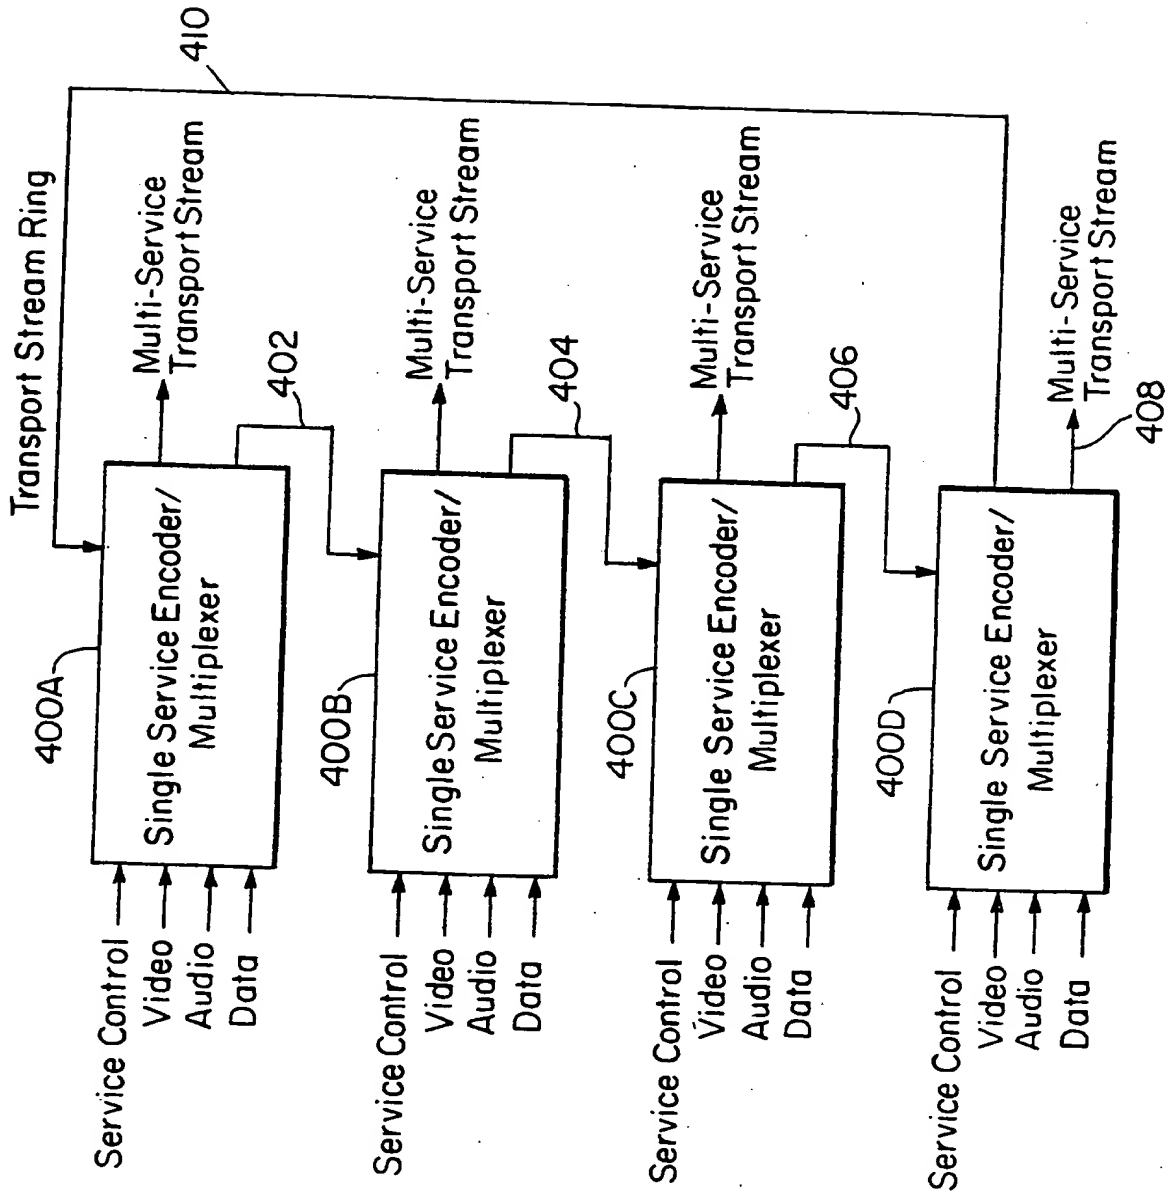 Transport Stream Ring
410
400A
Service Control
Video
Audio
Data
Single Service Encoder/
Multiplexer
Multi-Service
Transport Stream
402
400B
Service Control
Video
Audio
Data
Single Service Encoder/
Multiplexer
Multi-Service
Transport Stream
404
400C
Service Control
Video
Audio
Data
Single Service Encoder/
Multiplexer
Multi-Service
Transport Stream
406
400D
Service Control
Video
Audio
Data
Single Service Encoder/
Multiplexer
Multi-Service
Transport Stream
408